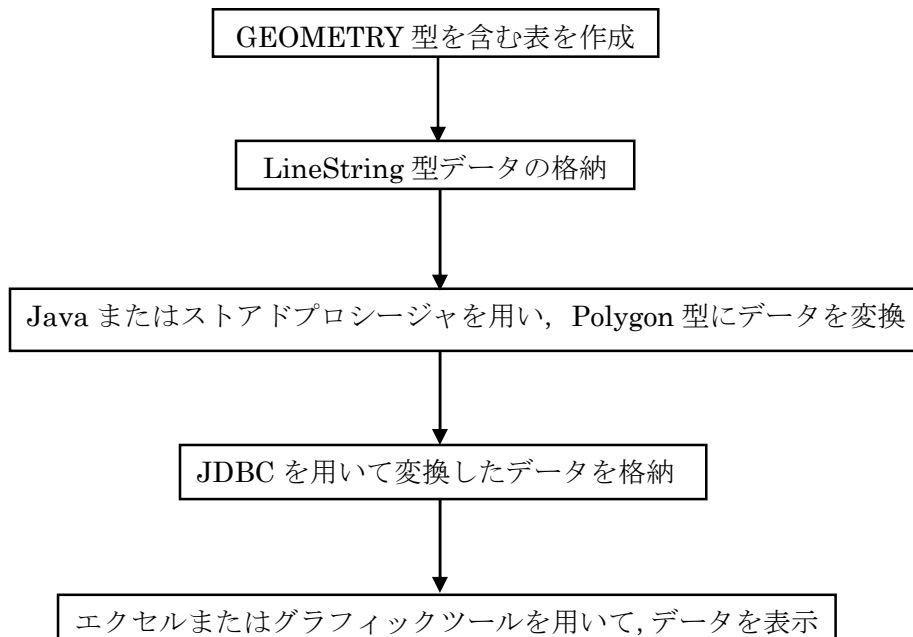 GEOMETRY 型を含む表を作成
LineString 型データの格納
Java またはストアドプロシージャを用い，Polygon 型にデータを変換
JDBC を用いて変換したデータを格納
エクセルまたはグラフィックツールを用いて,データを表示